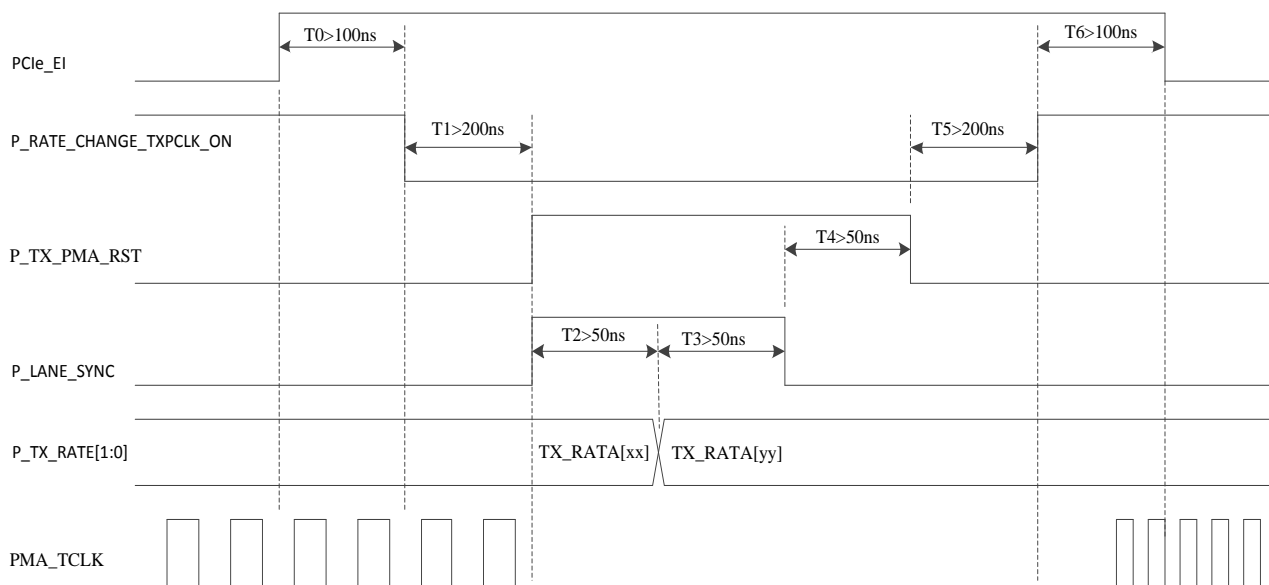 T0>100ns
T6>100ns
PCIe_EI
T1>200ns
T5>200ns
P_RATE_CHANGE_TXPCLK_ON
T4>50ns
P_TX_PMA_RST
T2>50ns
T3>50ns
P_LANE_SYNC
P_TX_RATE[1:0]
TX_RATA[xx]
TX_RATA[yy]
PMA_TCLK